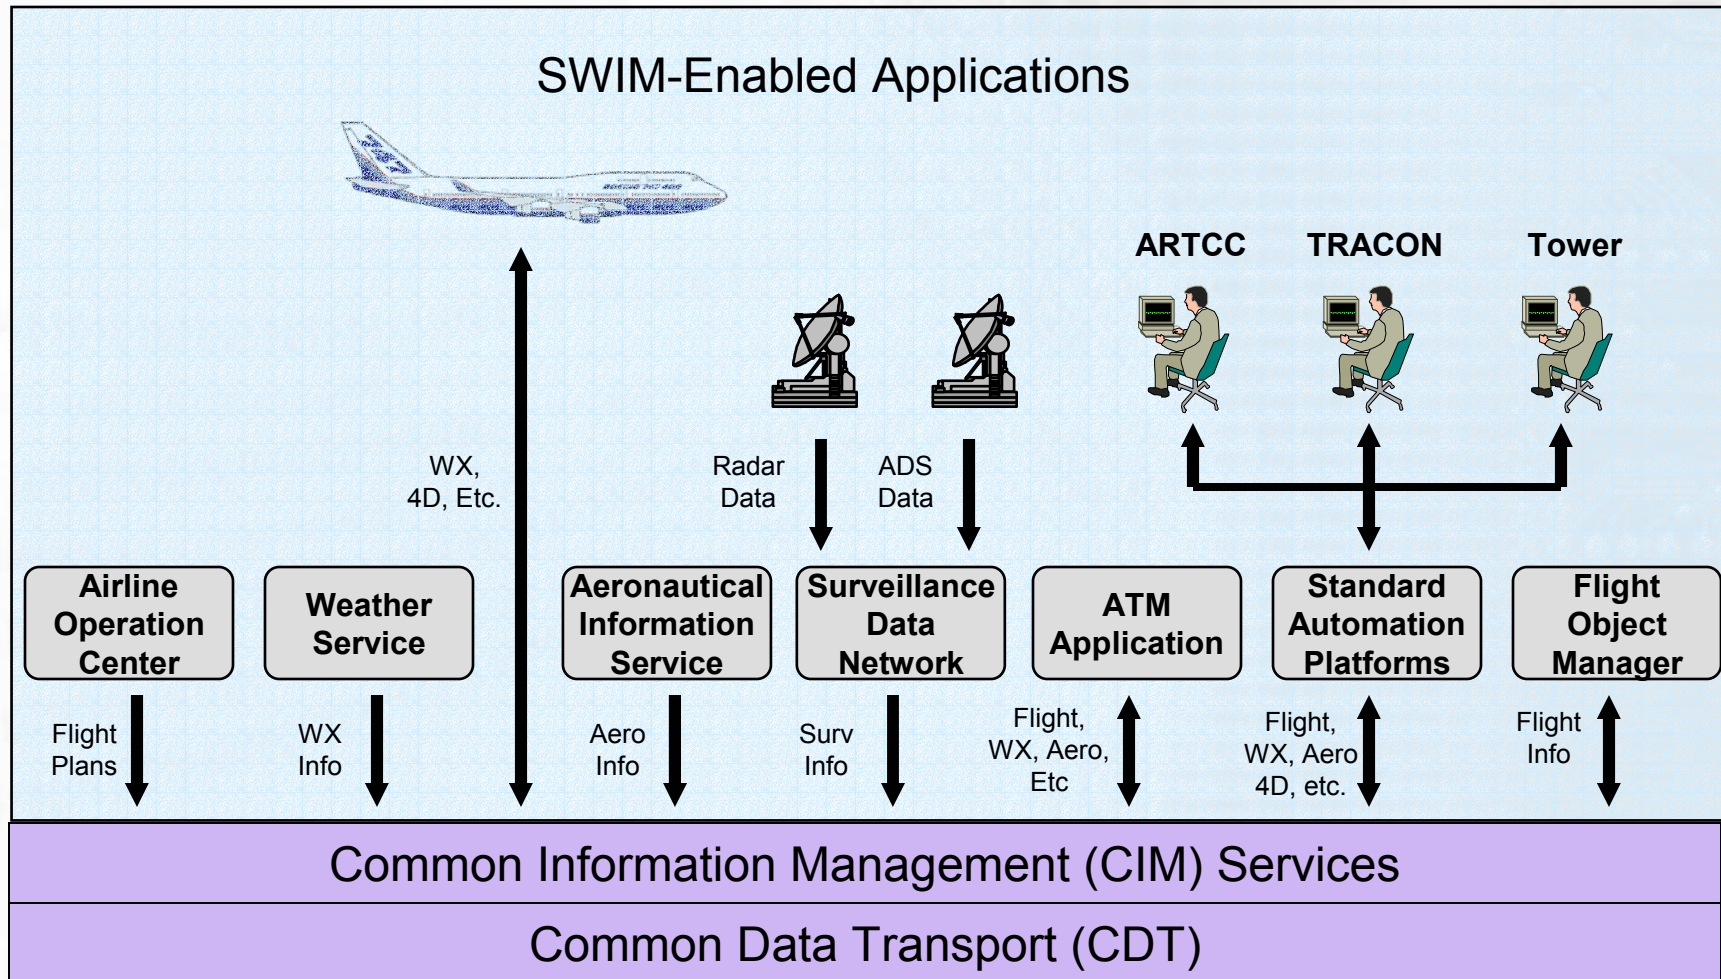 SWIM-Enabled Applications
BOEING 747-400
ARTCC
TRACON
Tower
WX,
4D, Etc.
Radar
Data
ADS
Data
Airline
Operation
Center
Weather
Service
Aeronautical
Information
Service
Surveillance
Data
Network
ATM
Application
Standard
Automation
Platforms
Flight
Object
Manager
Flight
Plans
WX
Info
Aero
Info
Surv
Info
Flight,
WX, Aero,
Etc
Flight,
WX, Aero
4D, etc.
Flight
Info
Common Information Management (CIM) Services
Common Data Transport (CDT)